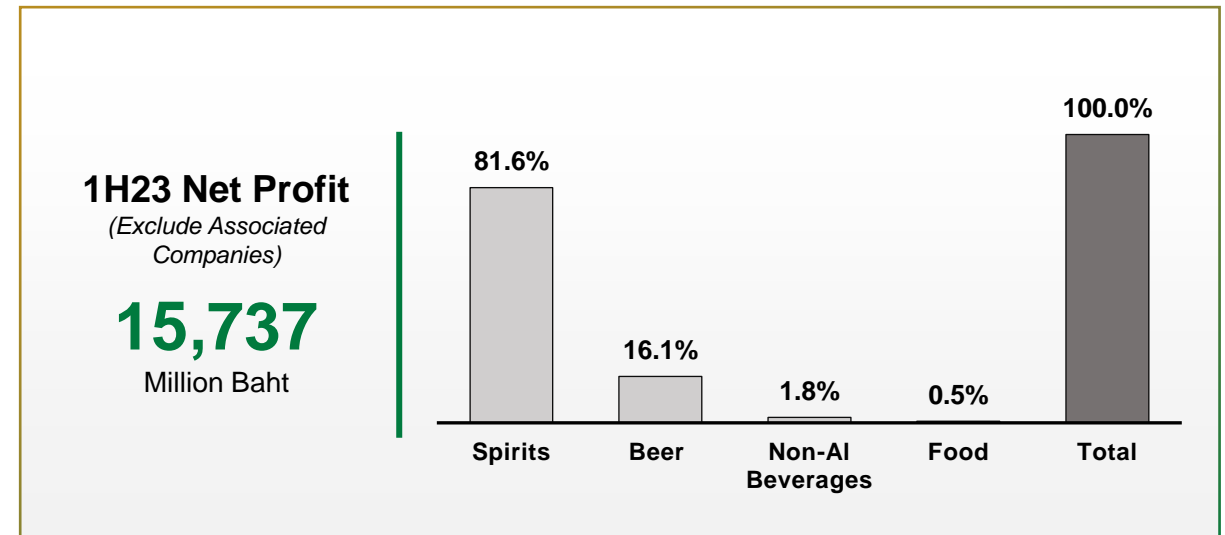 1H23 Net Profit
(Exclude Associated
Companies)
15,737
Million Baht
81.6%
16.1%
1.8%
0.5%
100.0%
Spirits
Beer
Non-Al
Beverages
Food
Total